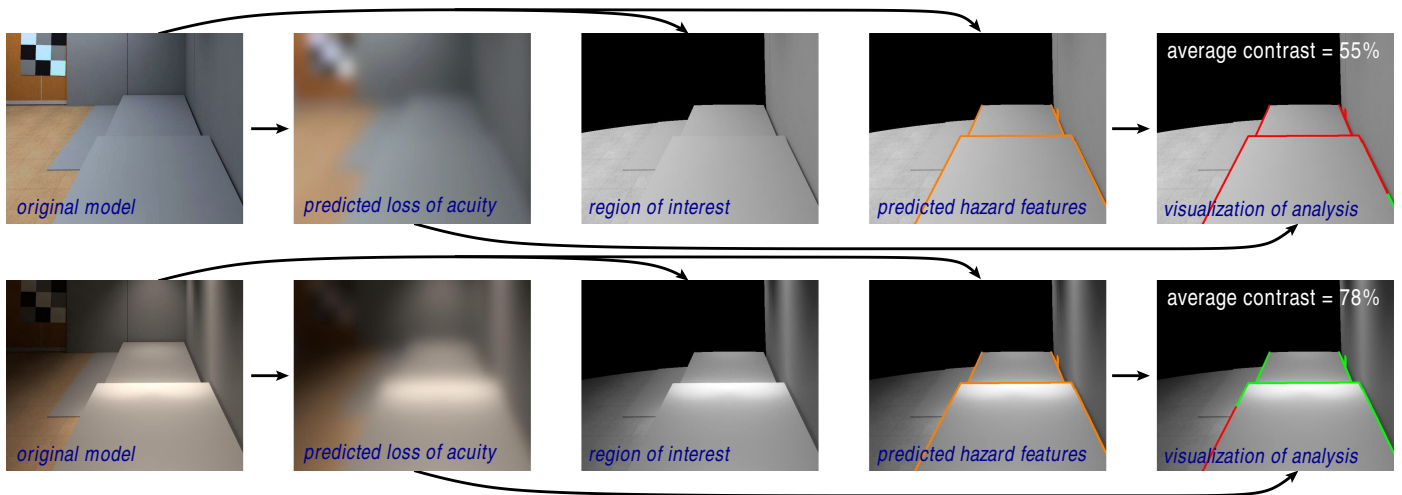 average contrast = 55%
original model
predicted loss of acuity
region of interest
predicted hazard features
visualization of analysis
average contrast = 78%
original model
predicted loss of acuity
region of interest
predicted hazard features
visualization of analysis